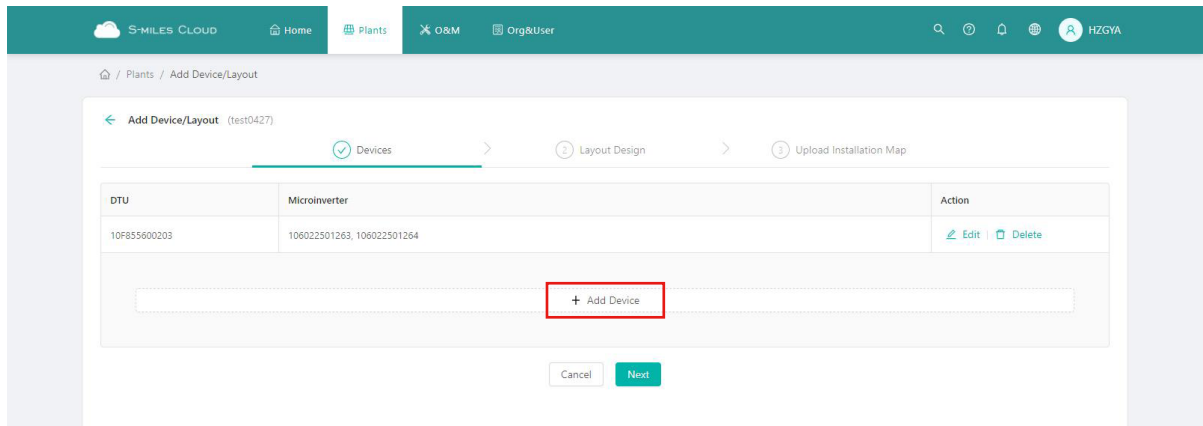 S-MILES CLOUD Home Plants O&M Org&User HZGYA
/ Plants / Add Device/Layout
Add Device/Layout (test0427)
Devices 2 Layout Design 3 Upload Installation Map
DTU Microinverter Action
10F855600203 106022501263, 106022501264 Edit Delete
+ Add Device
Cancel Next